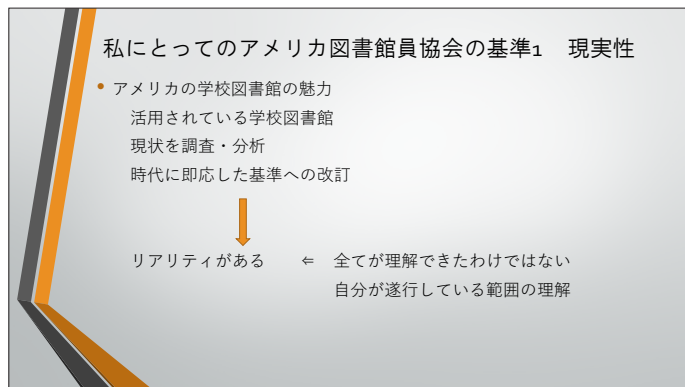 私にとってのアメリカ図書館員協会の基準1　現実性
• アメリカの学校図書館の魅力
活用されている学校図書館
現状を調査・分析
時代に即応した基準への改訂
リアリティがある　⇐　全てが理解できたわけではない
自分が遂行している範囲の理解